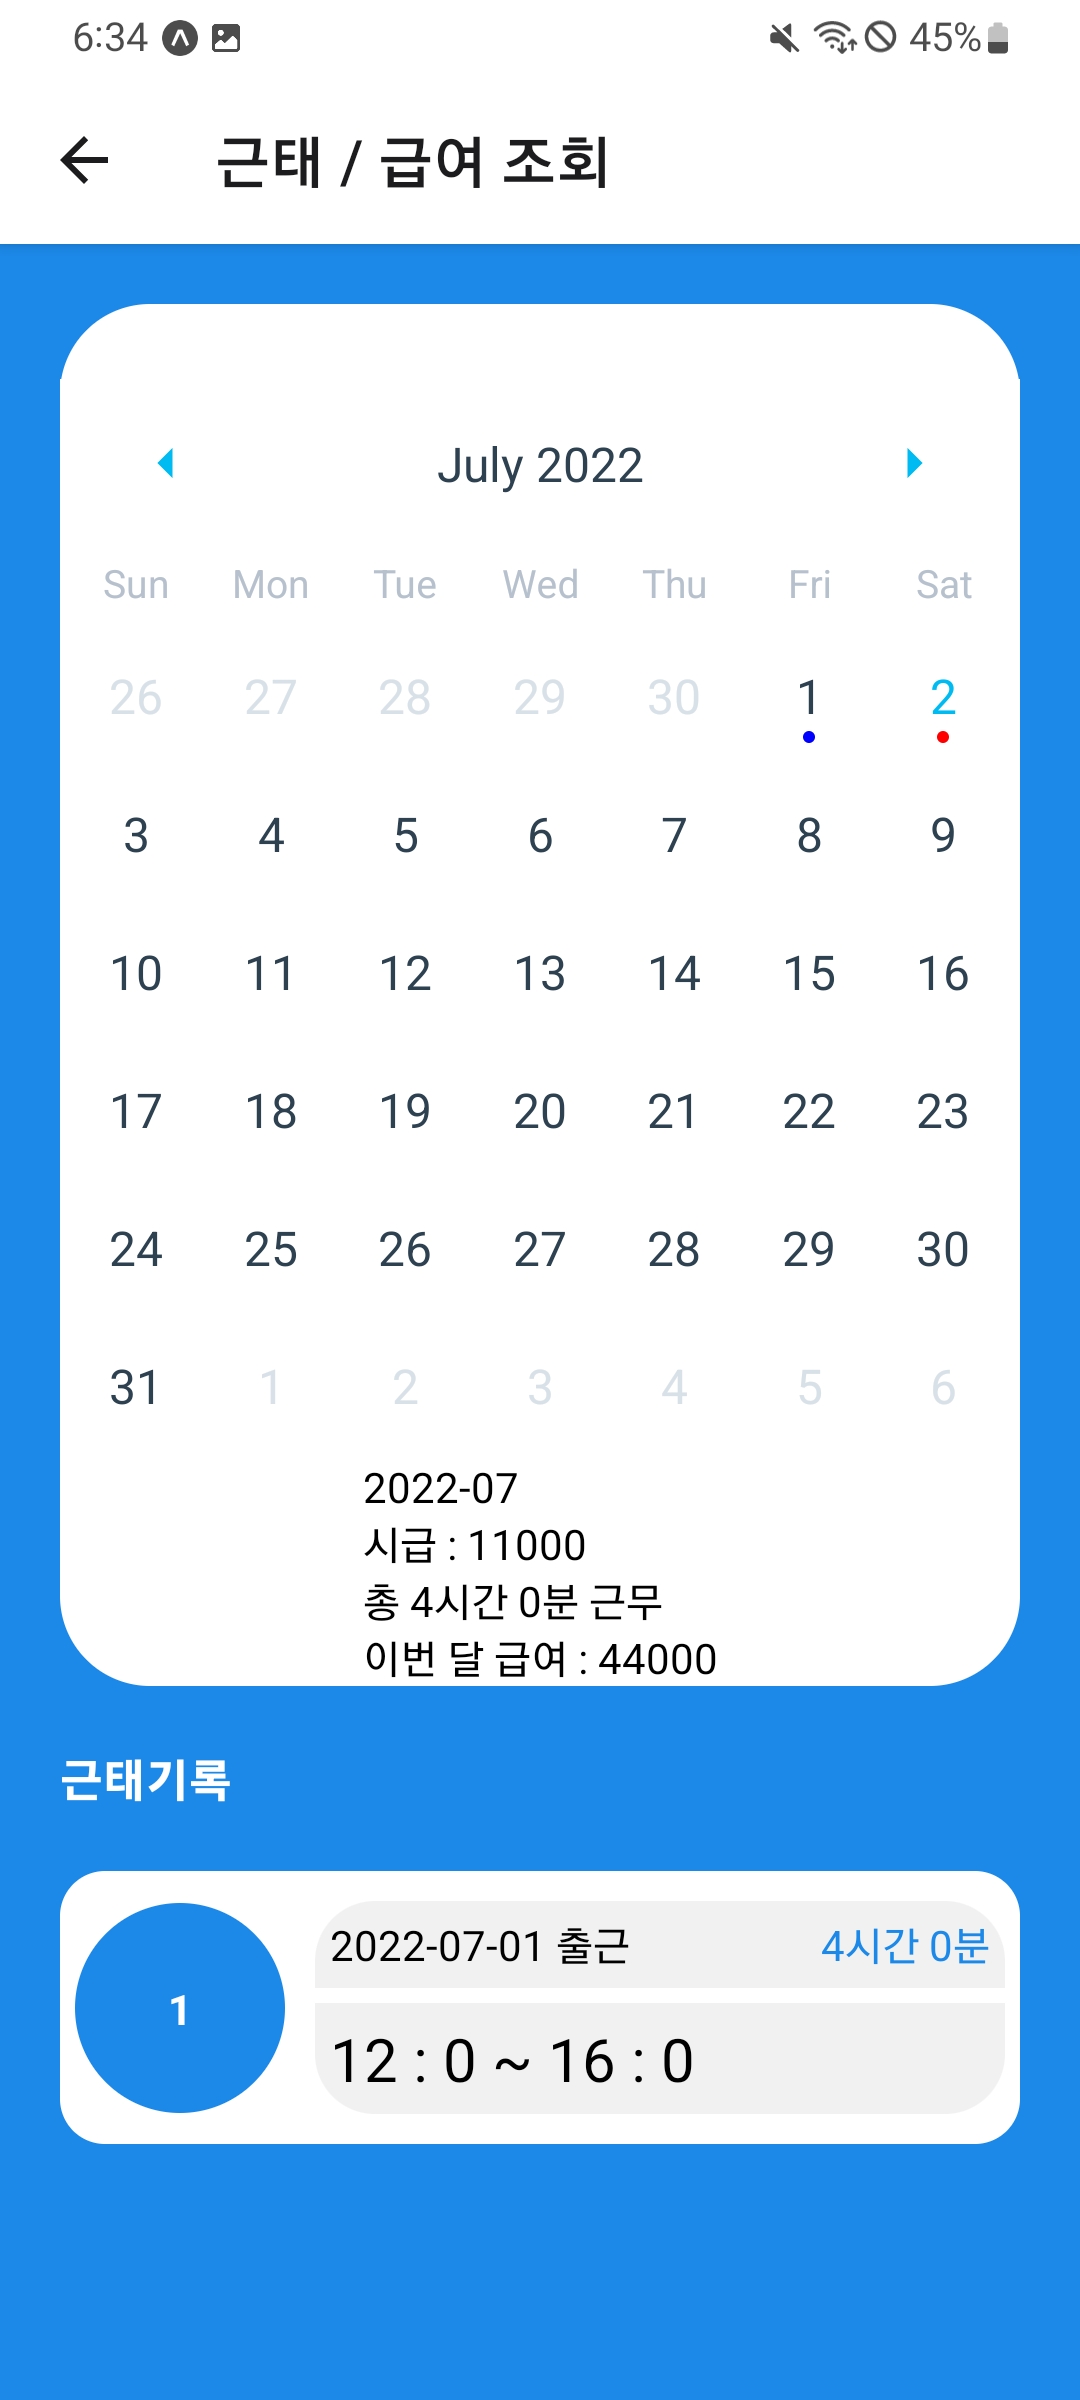 6:34 45%
근태 / 급여 조회
July 2022
Sun Mon Tue Wed Thu Fri Sat
26 27 28 29 30 1 2
3 4 5 6 7 8 9
10 11 12 13 14 15 16
17 18 19 20 21 22 23
24 25 26 27 28 29 30
31 1 2 3 4 5 6
2022-07
시급 : 11000
총 4시간 0분 근무
이번 달 급여 : 44000
근태기록
1
2022-07-01 출근 4시간 0분
12 : 0 ~ 16 : 0